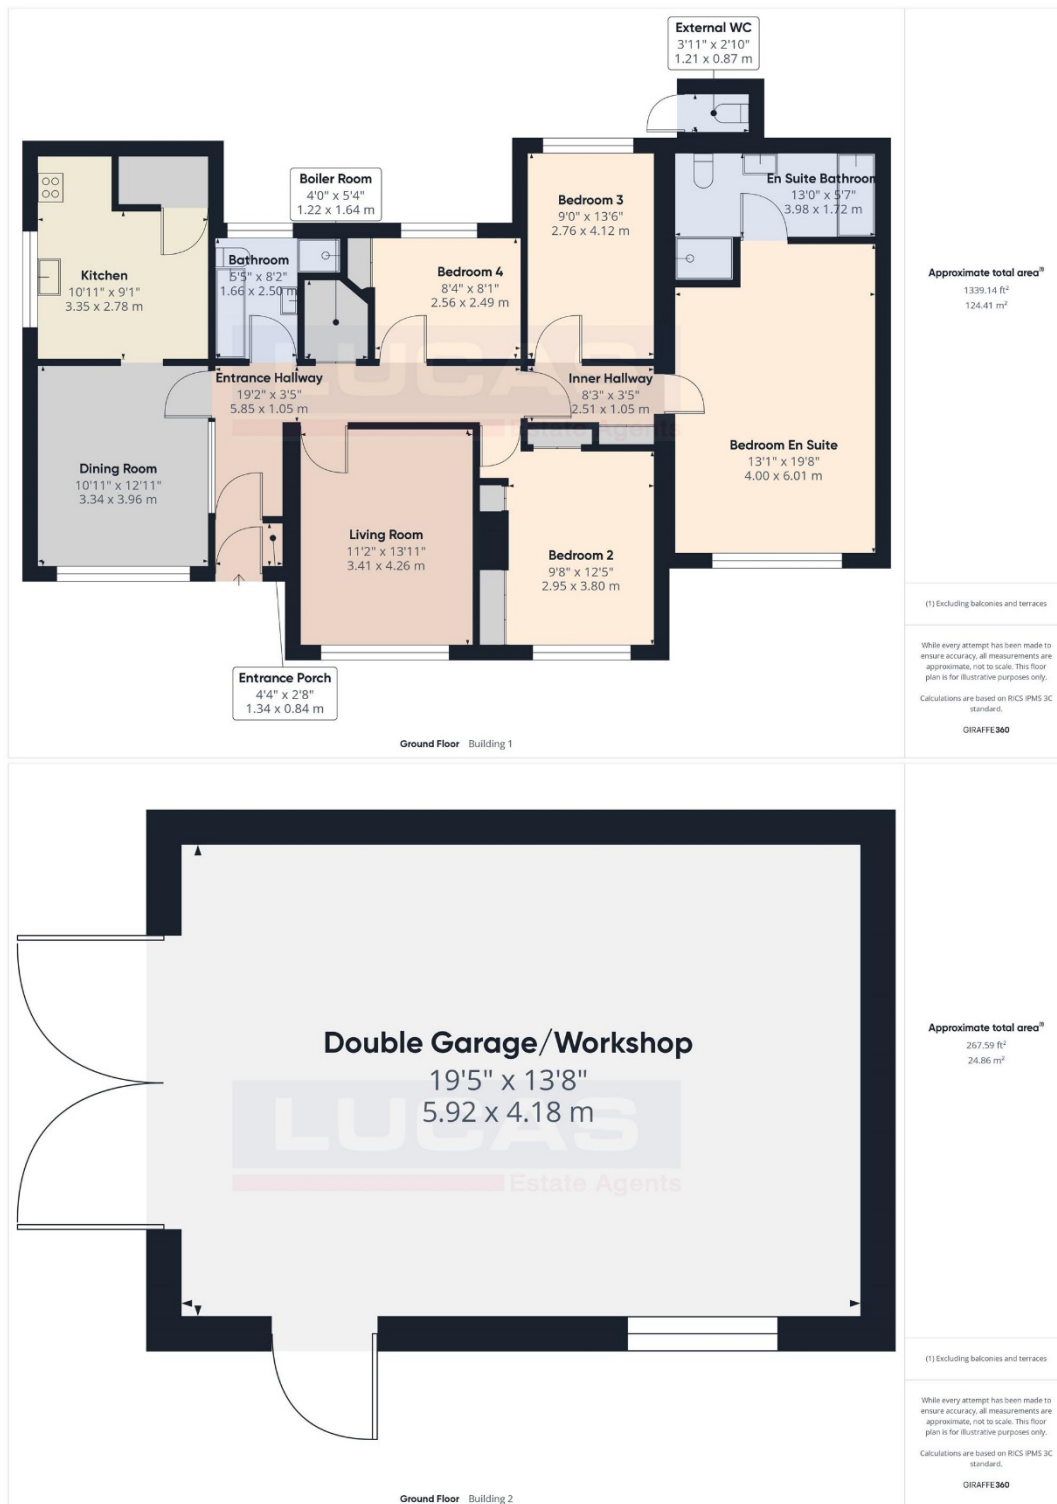 External WC
3'11" x 2'10"
1.21 x 0.87 m
Boiler Room
4'0" x 5'4"
1.22 x 1.64 m
Bedroom 3
9'0" x 13'6"
2.76 x 4.12 m
En Suite Bathroom
13'0" x 5'7"
3.98 x 1.72 m
Kitchen
10'11" x 9'1"
3.35 x 2.78 m
Bathroom
5'5" x 8'2"
1.66 x 2.50 m
Bedroom 4
8'4" x 8'1"
2.56 x 2.49 m
Entrance Hallway
19'2" x 3'5"
5.85 x 1.05 m
Inner Hallway
8'3" x 3'5"
2.51 x 1.05 m
LUCAS
Estate Agents
Dining Room
10'11" x 12'11"
3.34 x 3.96 m
Living Room
11'2" x 13'11"
3.41 x 4.26 m
Bedroom 2
9'8" x 12'5"
2.95 x 3.80 m
Bedroom En Suite
13'1" x 19'8"
4.00 x 6.01 m
Entrance Porch
4'4" x 2'8"
1.34 x 0.84 m
Ground Floor Building 1
Approximate total area(1)
1339.14 ft²
124.41 m²
(1) Excluding balconies and terraces
While every attempt has been made to
ensure accuracy, all measurements are
approximate, not to scale. This floor
plan is for illustrative purposes only.
Calculations are based on RICS IPMS 3C
standard.
GIRAFFE360
Double Garage/Workshop
19'5" x 13'8"
5.92 x 4.18 m
LUCAS
Estate Agents
Ground Floor Building 2
Approximate total area(1)
267.59 ft²
24.86 m²
(1) Excluding balconies and terraces
While every attempt has been made to
ensure accuracy, all measurements are
approximate, not to scale. This floor
plan is for illustrative purposes only.
Calculations are based on RICS IPMS 3C
standard.
GIRAFFE360